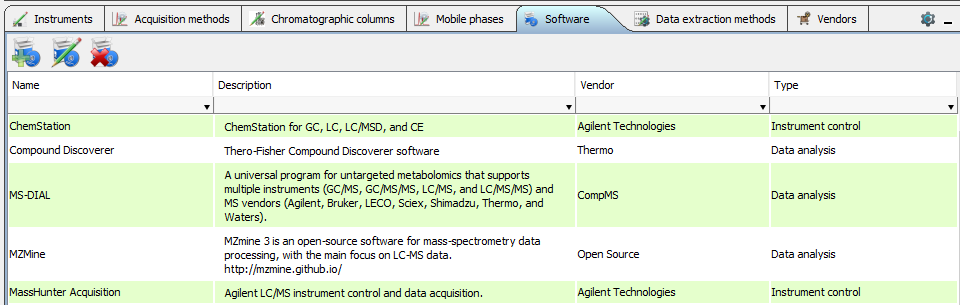 Instruments Acquisition methods Chromatographic columns Mobile phases Software Data extraction methods Vendors
Name Description Vendor Type
ChemStation ChemStation for GC, LC, LC/MSD, and CE Agilent Technologies Instrument control
Compound Discoverer Thero-Fisher Compound Discoverer software Thermo Data analysis
A universal program for untargeted metabolomics that supports
multiple instruments (GC/MS, GC/MS/MS, LC/MS, and LC/MS/MS) and
MS-DIAL MS vendors (Agilent, Bruker, LECO, Sciex, Shimadzu, Thermo, and CompMS Data analysis
Waters).
MZmine 3 is an open-source software for mass-spectrometry data
MZMine processing, with the main focus on LC-MS data. Open Source Data analysis
http://mzmine.github.io/
MassHunter Acquisition Agilent LC/MS instrument control and data acquisition. Agilent Technologies Instrument control